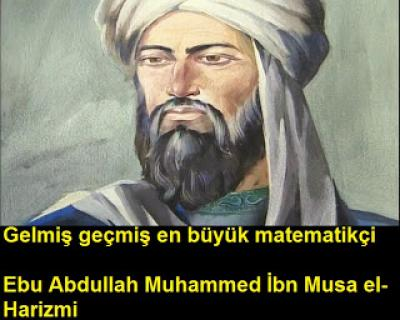 Gelmiş geçmiş en büyük matematikçi
Ebu Abdullah Muhammed İbn Musa el-
Harizmi